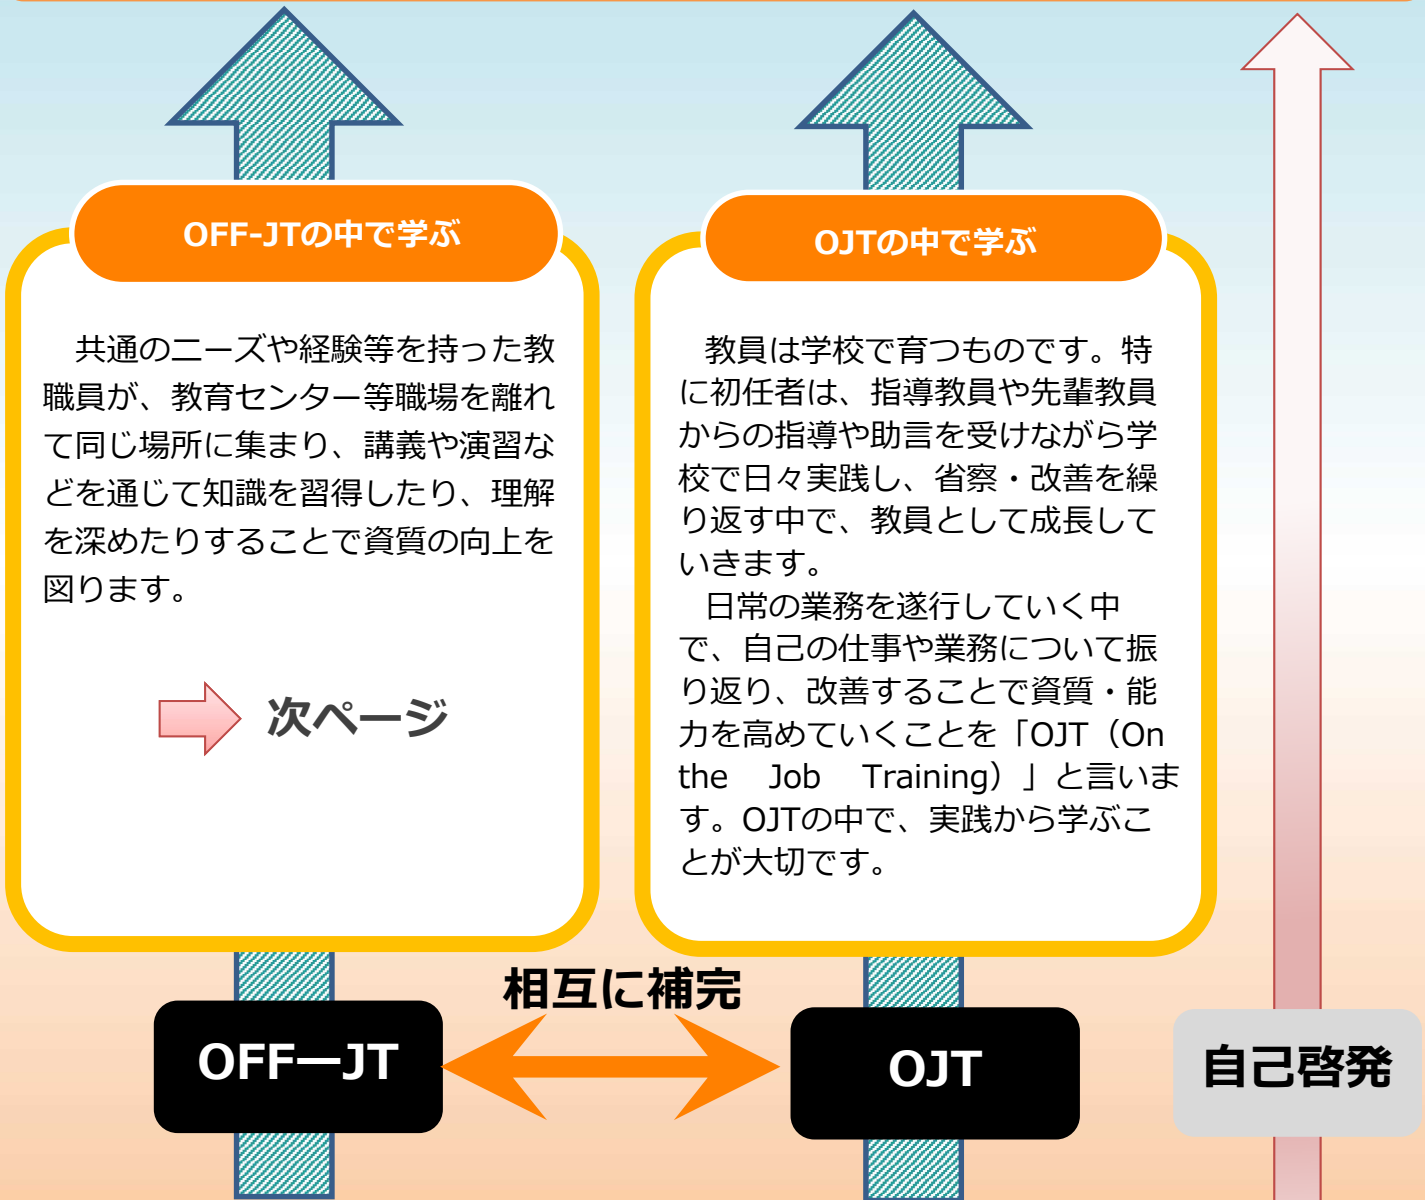 OFF-JTの中で学ぶ
共通のニーズや経験等を持った教
職員が、教育センター等職場を離れ
て同じ場所に集まり、講義や演習な
どを通じて知識を習得したり、理解
を深めたりすることで資質の向上を
図ります。
次ページ
OJTの中で学ぶ
教員は学校で育つものです。特
に初任者は、指導教員や先輩教員
からの指導や助言を受けながら学
校で日々実践し、省察・改善を繰
り返す中で、教員として成長して
いきます。
日常の業務を遂行していく中
で、自己の仕事や業務について振
り返り、改善することで資質・能
力を高めていくことを「OJT（On
the Job Training）」と言いま
す。OJTの中で、実践から学ぶこ
とが大切です。
相互に補完
OFF―JT
OJT
自己啓発